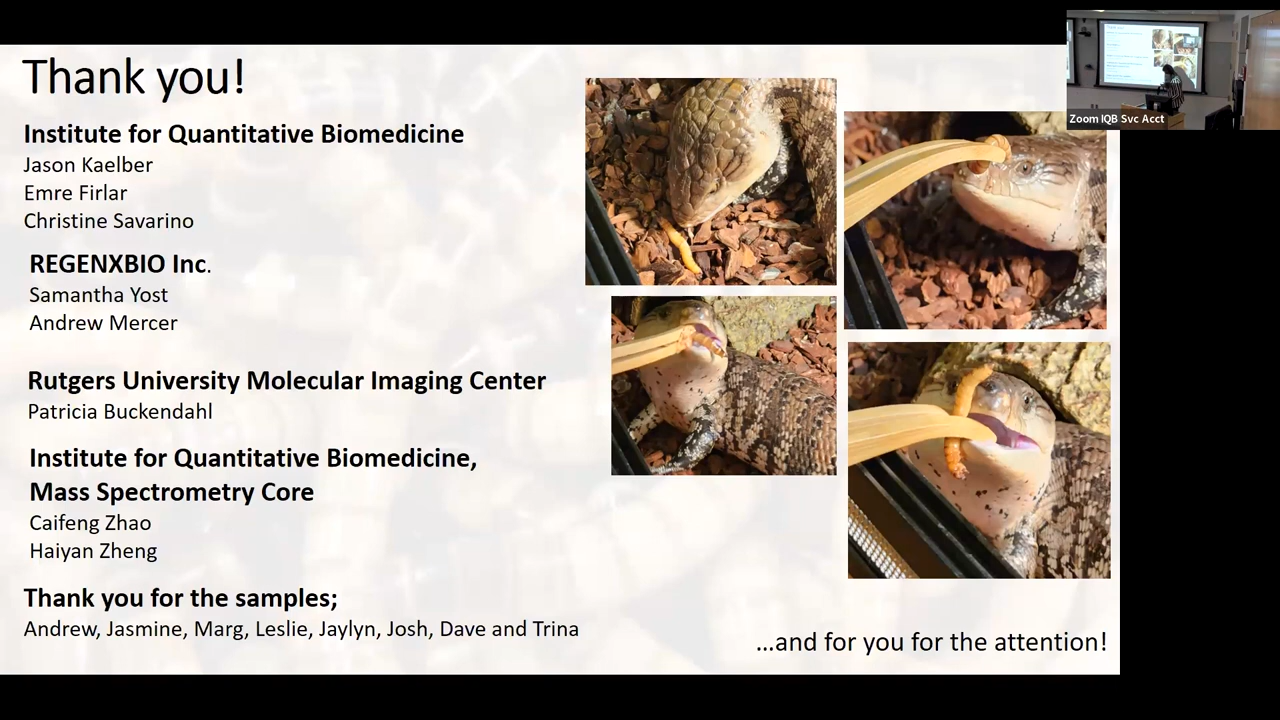 Thank you!
Institute for Quantitative Biomedicine
Jason Kaelber
Emre Firlar
Christine Savarino
REGENXBIO Inc.
Samantha Yost
Andrew Mercer
Rutgers University Molecular Imaging Center
Patricia Buckendahl
Institute for Quantitative Biomedicine,
Mass Spectrometry Core
Caifeng Zhao
Haiyan Zheng
Thank you for the samples;
Andrew, Jasmine, Marg, Leslie, Jaylyn, Josh, Dave and Trina
...and for you for the attention!
Zoom IQB Svc Acct